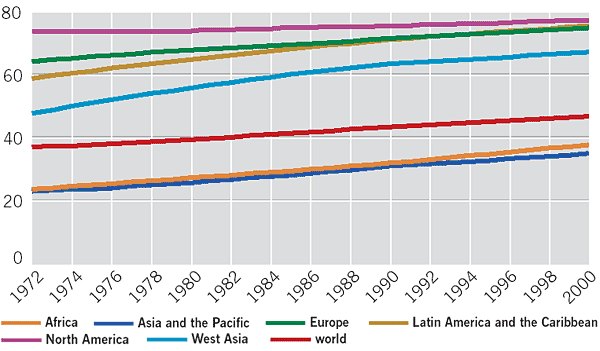 80
60
40
20
0
1972 1974 1976 1978 1980 1982 1984 1986 1988 1990 1992 1994 1996 1998 2000
Africa Asia and the Pacific Europe Latin America and the Caribbean
North America West Asia world